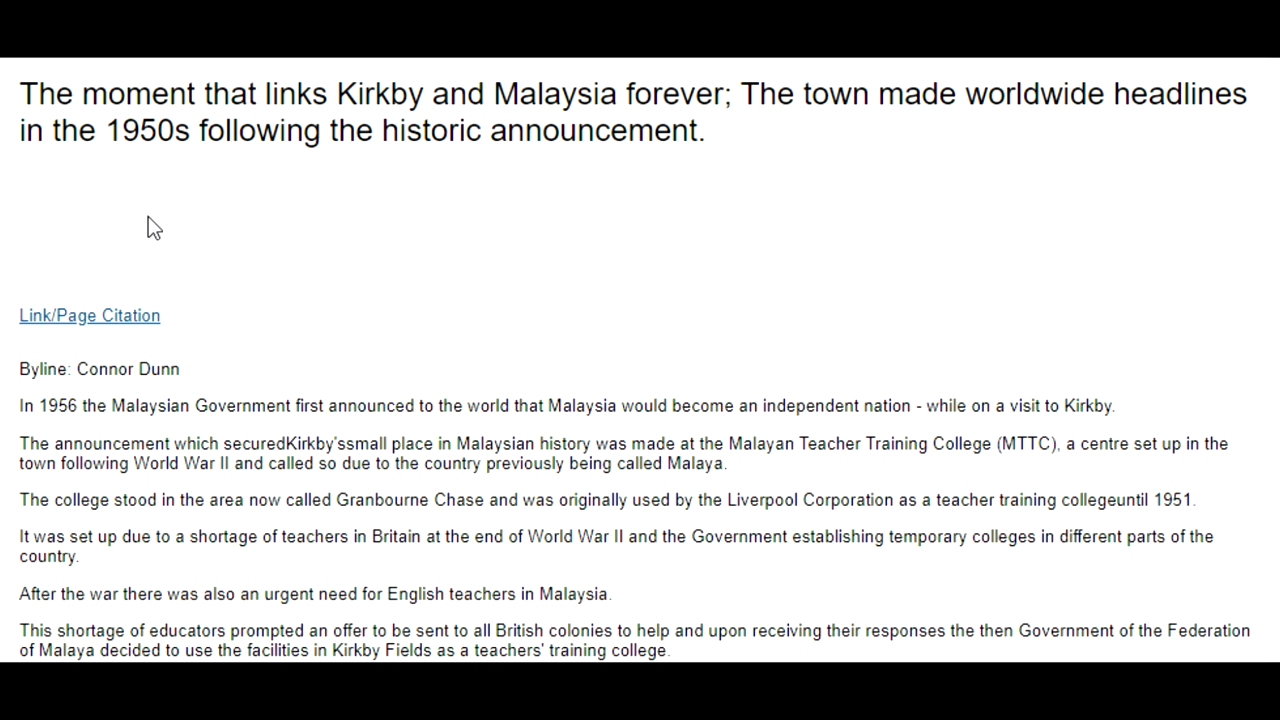 The moment that links Kirkby and Malaysia forever; The town made worldwide headlines
in the 1950s following the historic announcement.
Link/Page Citation
Byline: Connor Dunn
In 1956 the Malaysian Government first announced to the world that Malaysia would become an independent nation - while on a visit to Kirkby.
The announcement which securedKirkby'ssmall place in Malaysian history was made at the Malayan Teacher Training College (MTTC), a centre set up in the
town following World War II and called so due to the country previously being called Malaya.
The college stood in the area now called Granbourne Chase and was originally used by the Liverpool Corporation as a teacher training collegeuntil 1951.
It was set up due to a shortage of teachers in Britain at the end of World War II and the Government establishing temporary colleges in different parts of the
country.
After the war there was also an urgent need for English teachers in Malaysia.
This shortage of educators prompted an offer to be sent to all British colonies to help and upon receiving their responses the then Government of the Federation
of Malaya decided to use the facilities in Kirkby Fields as a teachers' training college.